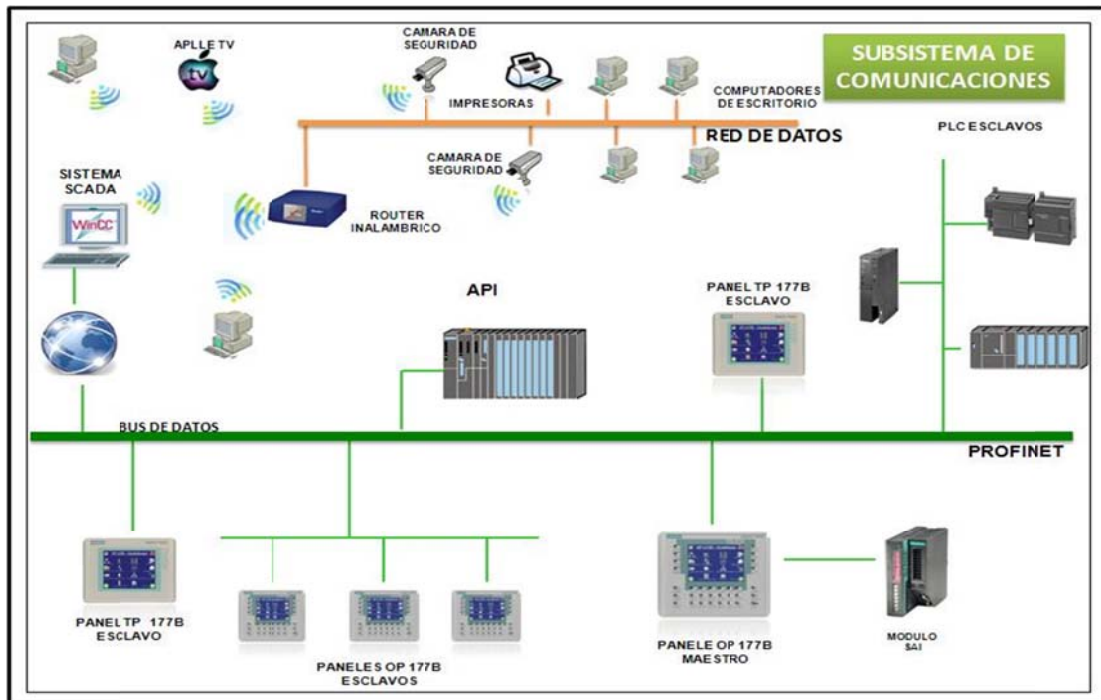 APLLE TV
tv
CAMARA DE
SEGURIDAD
IMPRESORAS
COMPUTADORES
DE ESCRITORIO
SUBSISTEMA DE
COMUNICACIONES
RED DE DATOS
PLC ESCLAVOS
CAMARA DE
SEGURIDAD
SISTEMA
SCADA
WinCC
ROUTER
INALAMBRICO
API
PANEL TP 177B
ESCLAVO
BUS DE DATOS
PROFINET
PANEL TP 177B
ESCLAVO
PANELES OP 177B
ESCLAVOS
PANELE OP 177B
MAESTRO
MODULO
SAI